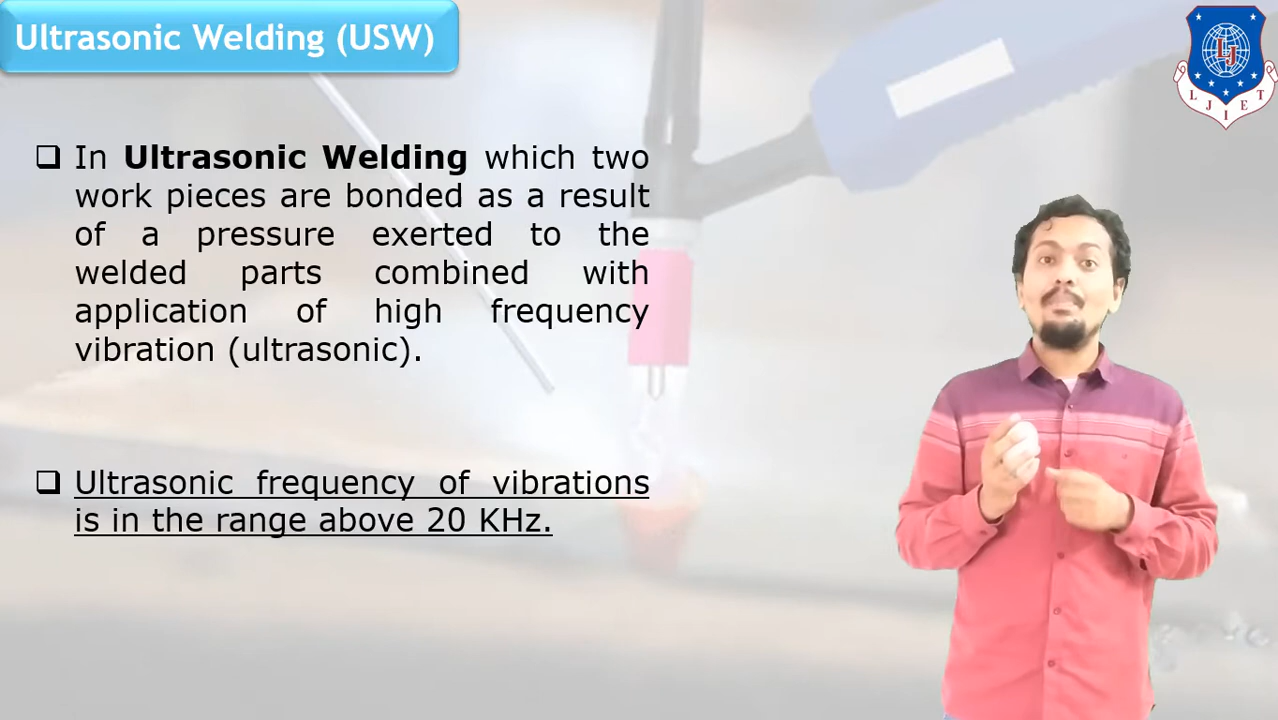 Ultrasonic Welding (USW)
In Ultrasonic Welding which two
work pieces are bonded as a result
of a pressure exerted to the
welded parts combined with
application of high frequency
vibration (ultrasonic).
Ultrasonic frequency of vibrations
is in the range above 20 KHz.
LJ
LJIET